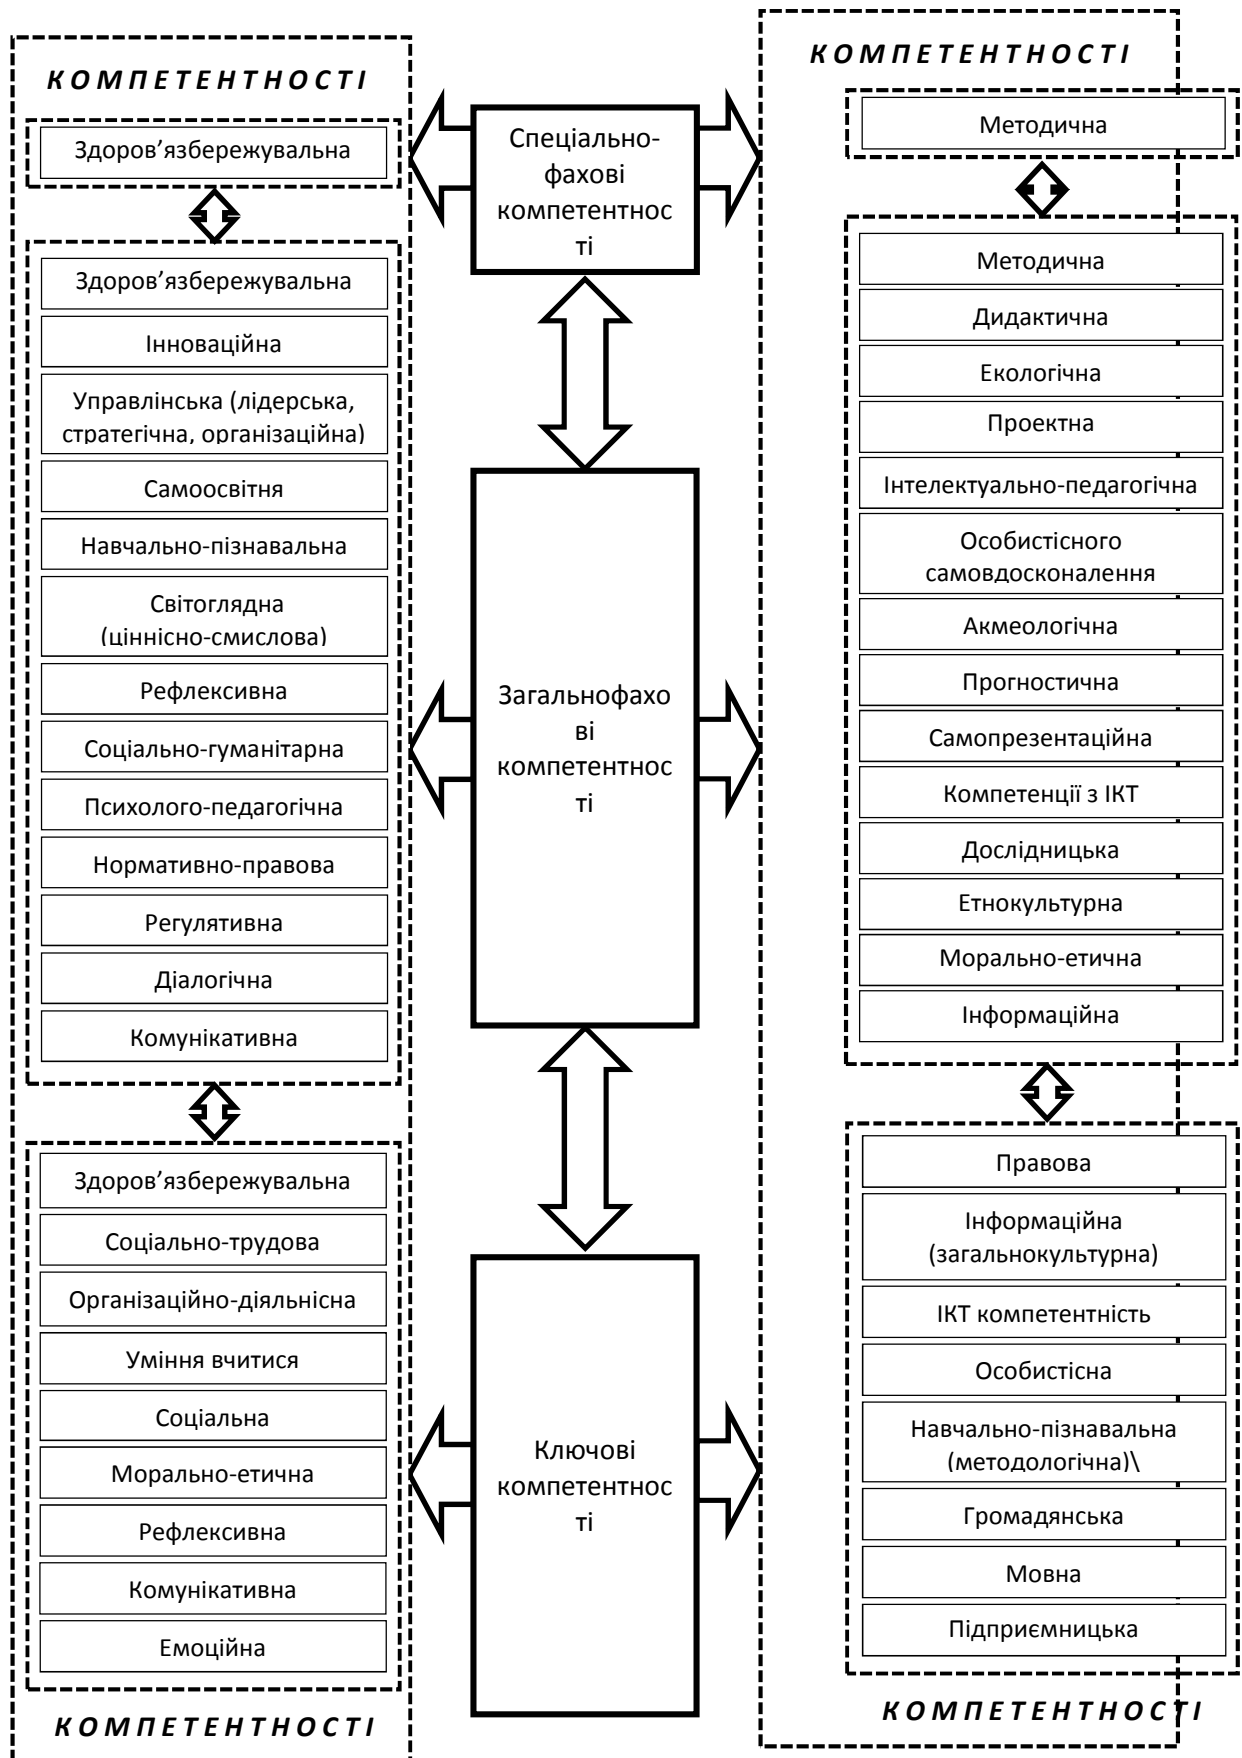 КОМПЕТЕНТНОСТІ
Здоров’язбережувальна
Здоров’язбережувальна
Інноваційна
Управлінська (лідерська,
стратегічна, організаційна)
Самоосвітня
Навчально-пізнавальна
Світоглядна
(ціннісно-смислова)
Рефлексивна
Соціально-гуманітарна
Психолого-педагогічна
Нормативно-правова
Регулятивна
Діалогічна
Комунікативна
Здоров’язбережувальна
Соціально-трудова
Організаційно-діяльнісна
Уміння вчитися
Соціальна
Морально-етична
Рефлексивна
Комунікативна
Емоційна
КОМПЕТЕНТНОСТІ
Спеціально-
фахові
компетентнос
ті
Загальнофахо
ві
компетентнос
ті
Ключові
компетентнос
ті
КОМПЕТЕНТНОСТІ
Методична
Методична
Дидактична
Екологічна
Проектна
Інтелектуально-педагогічна
Особистісного
самовдосконалення
Акмеологічна
Прогностична
Самопрезентаційна
Компетенції з ІКТ
Дослідницька
Етнокультурна
Морально-етична
Інформаційна
Правова
Інформаційна
(загальнокультурна)
ІКТ компетентність
Особистісна
Навчально-пізнавальна
(методологічна)\
Громадянська
Мовна
Підприємницька
КОМПЕТЕНТНОСТІ